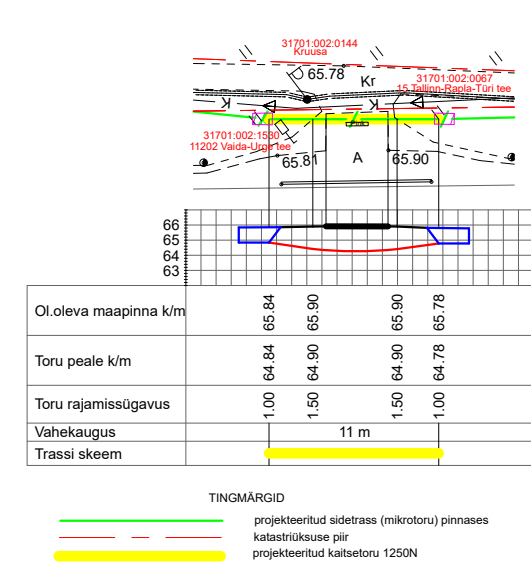 31701:002:0144
Kruusa
65.78
Kr
31701:002:0067
15 Tallinn-Rapla-Türi tee
K
K
31701:002:1530
11202 Vaida-Urge tee
65.81
A
65.90
66
65
64
63
Ol.oleva maapinna k/m 65.84 65.90 65.90 65.78
Toru peale k/m 64.84 64.90 64.90 64.78
Toru rajamissügavus 1.00 1.50 1.50 1.00
Vahekaugus 11 m
Trassi skeem
TINGMÄRGID
projekteeritud sidetrass (mikrotoru) pinnases
katastriüksuse piir
projekteeritud kaitsetoru 1250N